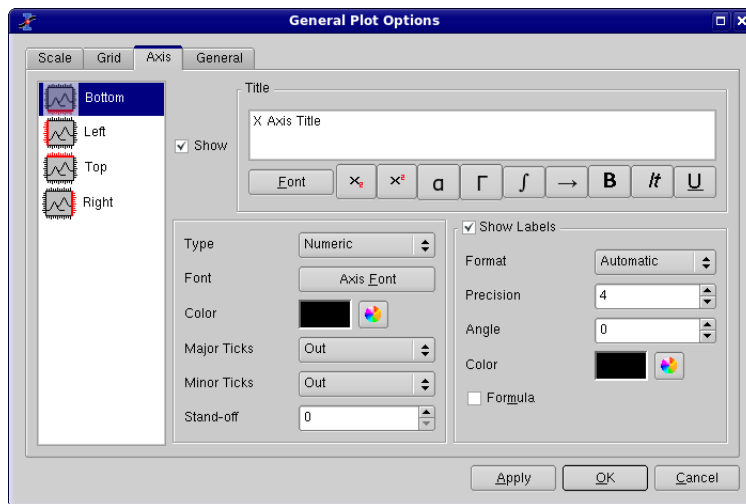 General Plot Options
Scale Grid Axis General
Bottom
Left
Top
Right
Show
Title
X Axis Title
Font x₂ x² α Γ ∫ → B It U
Type Numeric
Font Axis Font
Color
Major Ticks Out
Minor Ticks Out
Stand-off 0
Show Labels
Format Automatic
Precision 4
Angle 0
Color
Formula
Apply OK Cancel